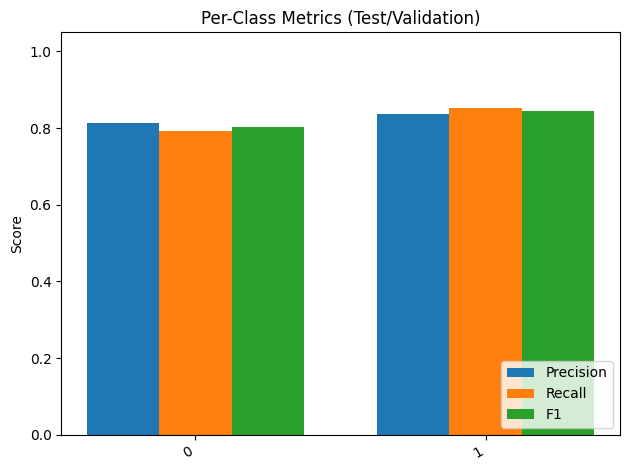 Per-Class Metrics (Test/Validation)
1.0
0.8
0.6
0.4
0.2
0.0
Score
0
1
Precision
Recall
F1